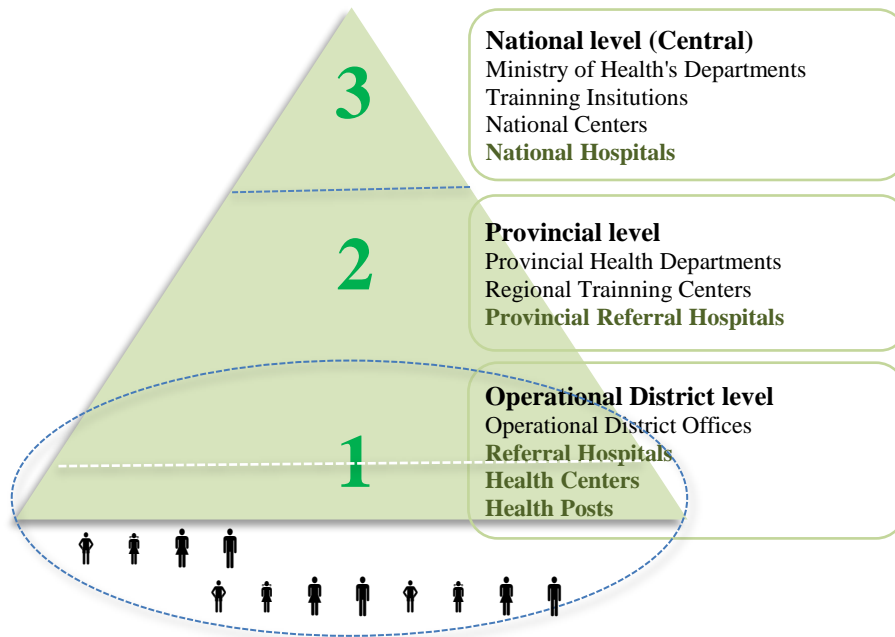 3
National level (Central)
Ministry of Health's Departments
Trainning Insitutions
National Centers
National Hospitals
2
Provincial level
Provincial Health Departments
Regional Trainning Centers
Provincial Referral Hospitals
1
Operational District level
Operational District Offices
Referral Hospitals
Health Centers
Health Posts